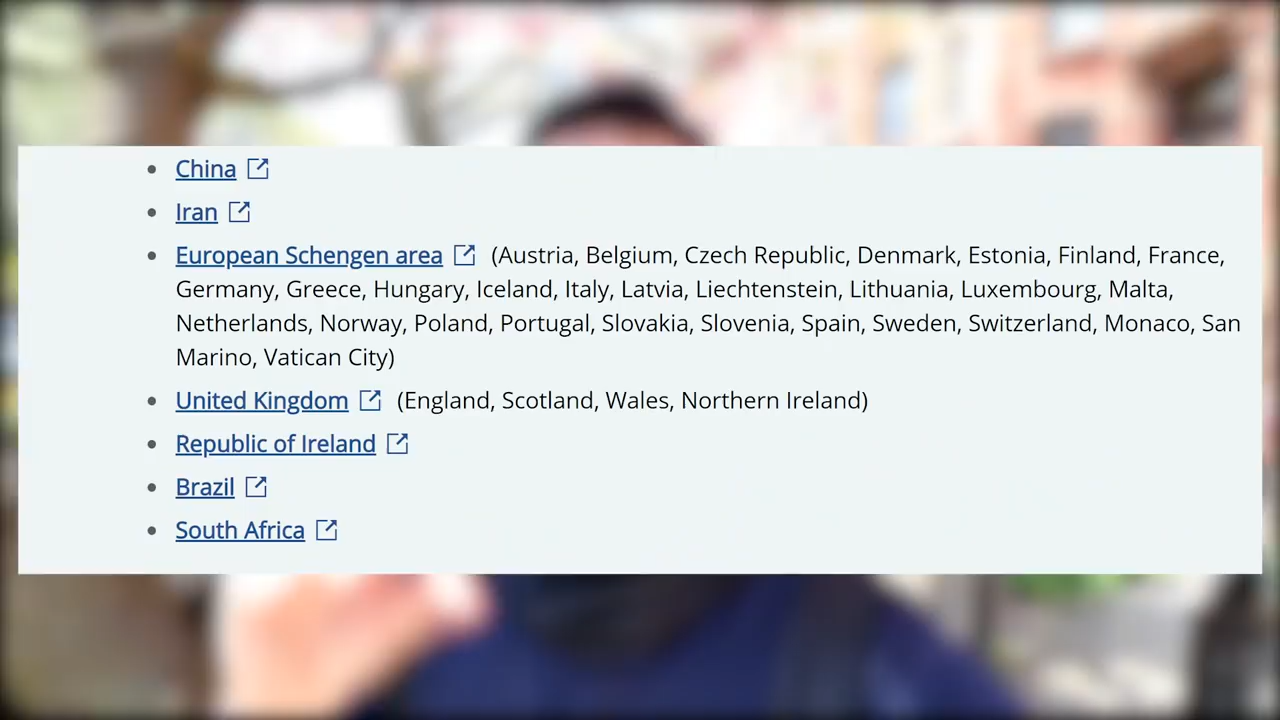 China
Iran
European Schengen area (Austria, Belgium, Czech Republic, Denmark, Estonia, Finland, France,
Germany, Greece, Hungary, Iceland, Italy, Latvia, Liechtenstein, Lithuania, Luxembourg, Malta,
Netherlands, Norway, Poland, Portugal, Slovakia, Slovenia, Spain, Sweden, Switzerland, Monaco, San
Marino, Vatican City)
United Kingdom (England, Scotland, Wales, Northern Ireland)
Republic of Ireland
Brazil
South Africa